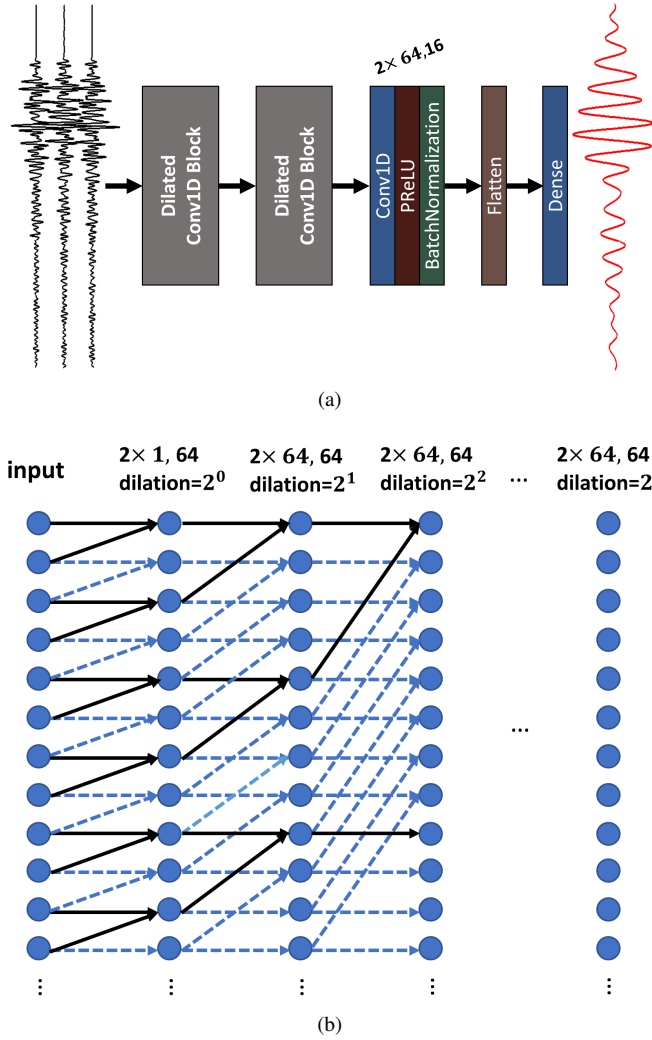 2× 64,16
Dilated
Conv1D Block
Dilated
Conv1D Block
Conv1D
PReLU
BatchNormalization
Flatten
Dense
(a)
input
2× 1, 64
dilation=2⁰
2× 64, 64
dilation=2¹
2× 64, 64
dilation=2²
...
2× 64, 64
dilation=2
...
...
...
...
...
...
(b)